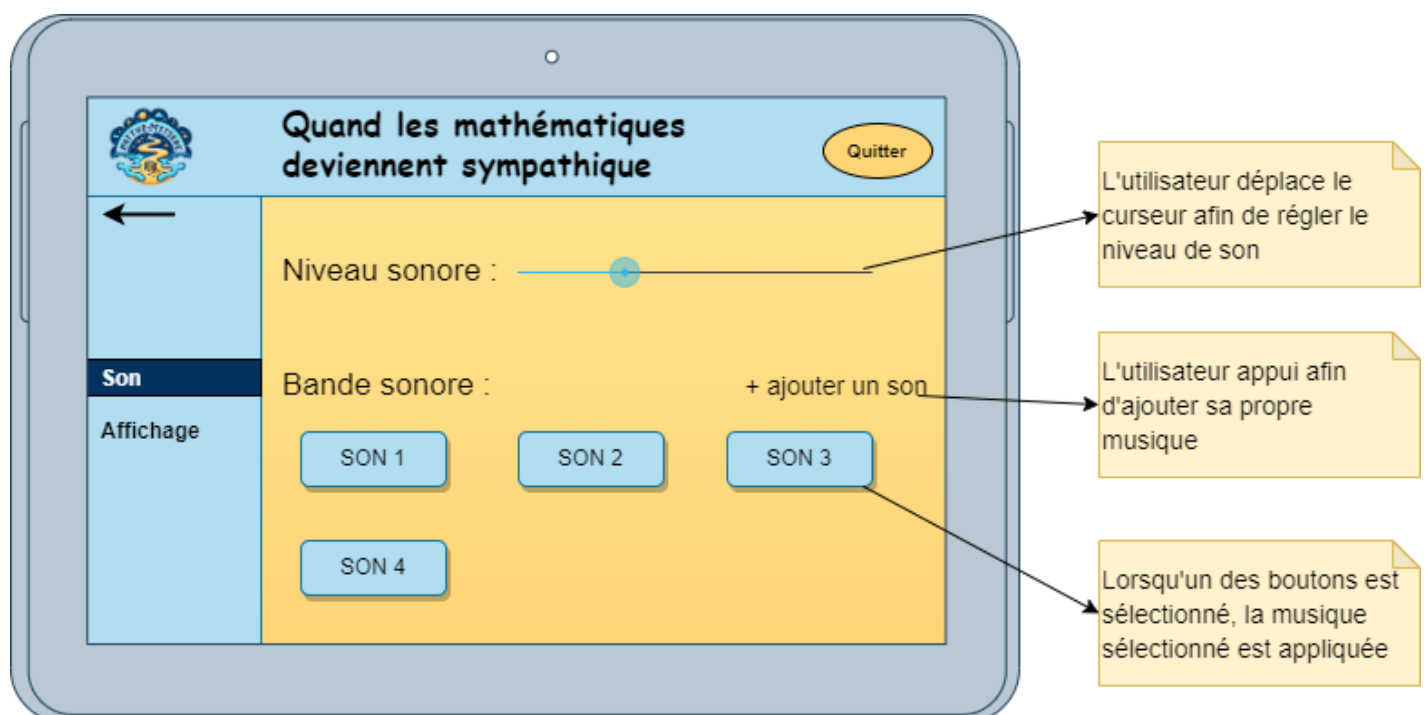 Quand les mathématiques
deviennent sympathique
Quitter
Niveau sonore :
Son
Affichage
Bande sonore :
+ ajouter un son
SON 1
SON 2
SON 3
SON 4
L'utilisateur déplace le
curseur afin de régler le
niveau de son
L'utilisateur appui afin
d'ajouter sa propre
musique
Lorsqu'un des boutons est
sélectionné, la musique
sélectionné est appliquée